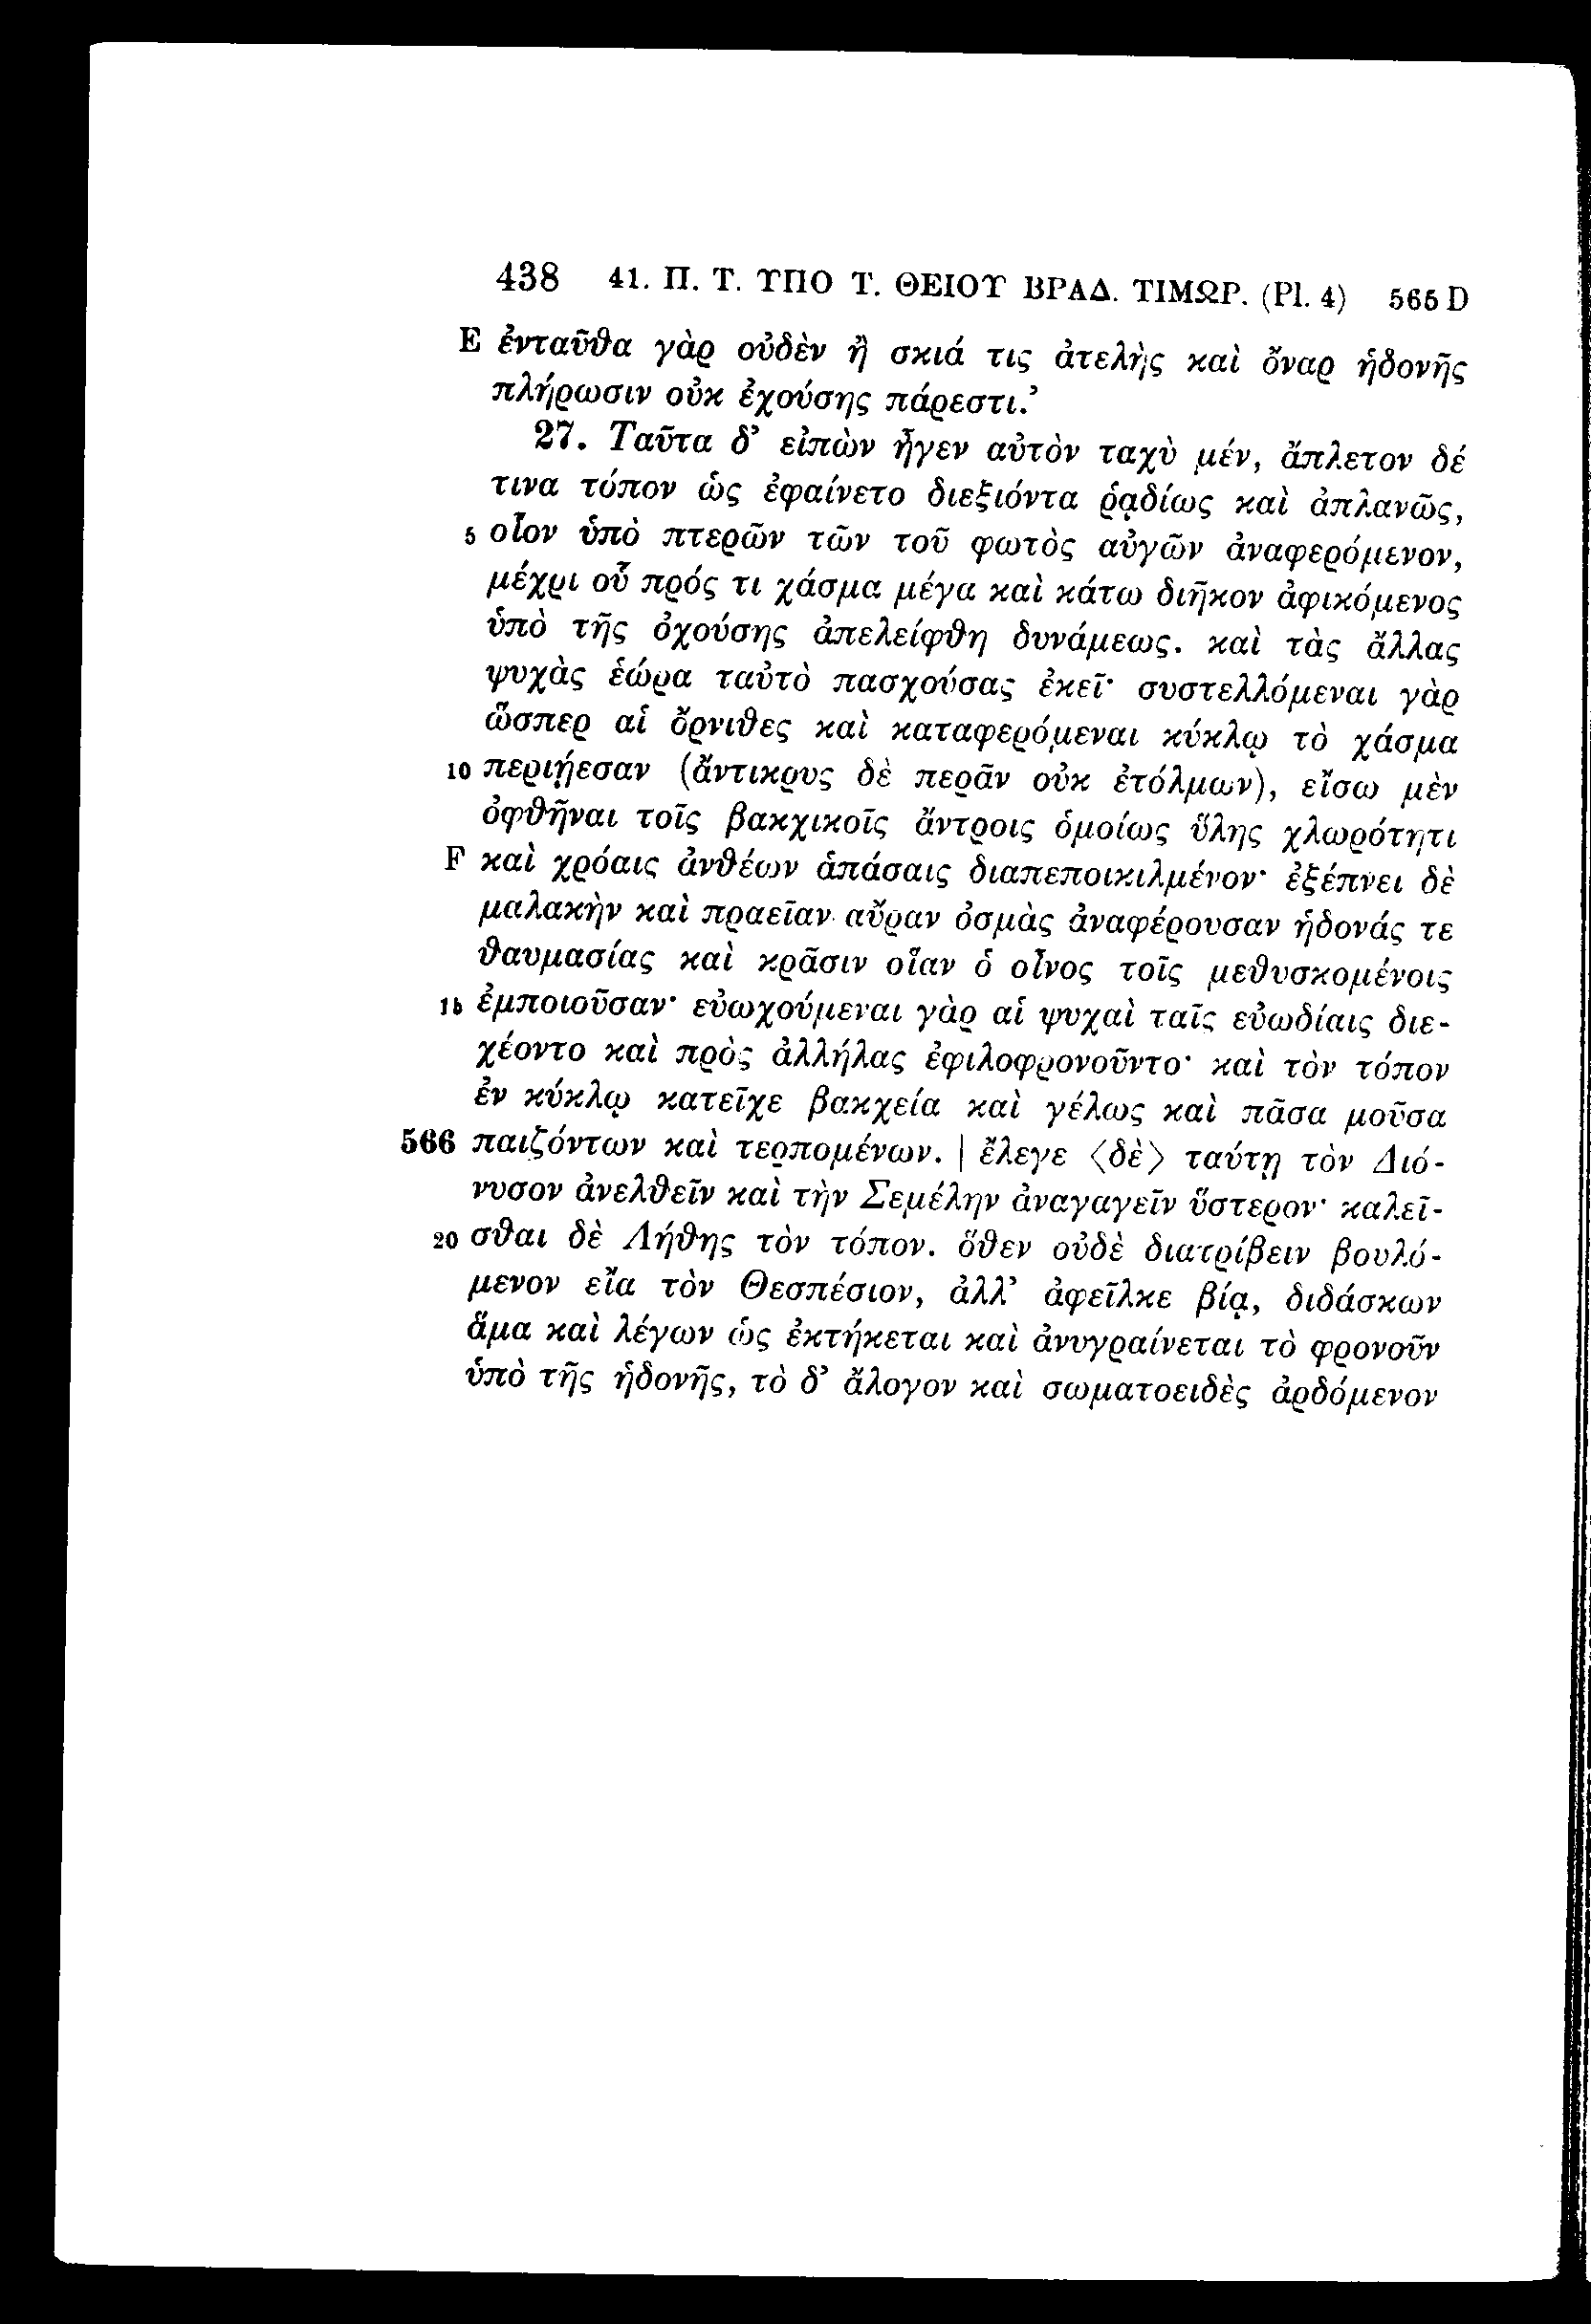 438 41. Π. Τ. ΥΠΟ Τ. ΘΕΙΟΥ ΒΡΑΔ. ΤΙΜΩΡ. (Pl. 4) 565 D
E ἐνταῦθα γὰρ οὐδὲν ἢ σκιά τις ἀτελὴς καὶ ὄναρ ἡδονῆς
πλήρωσιν οὐκ ἐχούσης πάρεστι.’
27. Ταῦτα δ’ εἰπὼν ἦγεν αὐτὸν ταχὺ μέν, ἄπλετον δέ
τινα τόπον ὡς ἐφαίνετο διεξιόντα ῥᾳδίως καὶ ἀπλανῶς,
5 οἷον ὑπὸ πτερῶν τῶν τοῦ φωτὸς αὐγῶν ἀναφερόμενον,
μέχρι οὗ πρός τι χάσμα μέγα καὶ κάτω διῆκον ἀφικόμενος
ὑπὸ τῆς ὀχούσης ἀπελείφθη δυνάμεως. καὶ τὰς ἄλλας
ψυχὰς ἑώρα ταὐτὸ πασχούσας ἐκεῖ· συστελλόμεναι γὰρ
ὥσπερ αἱ ὄρνιθες καὶ καταφερόμεναι κύκλῳ τὸ χάσμα
10 περιῄεσαν (ἄντικρυς δὲ περᾶν οὐκ ἐτόλμων), εἴσω μὲν
ὀφθῆναι τοῖς βακχικοῖς ἄντροις ὁμοίως ὕλης χλωρότητι
F καὶ χρόαις ἀνθέων ἁπάσαις διαπεποικιλμένον· ἐξέπνει δὲ
μαλακὴν καὶ πραεῖαν αὔραν ὀσμὰς ἀναφέρουσαν ἡδονάς τε
θαυμασίας καὶ κρᾶσιν οἵαν ὁ οἶνος τοῖς μεθυσκομένοις
15 ἐμποιοῦσαν· εὐωχούμεναι γὰρ αἱ ψυχαὶ ταῖς εὐωδίαις διε-
χέοντο καὶ πρὸς ἀλλήλας ἐφιλοφρονοῦντο· καὶ τὸν τόπον
ἐν κύκλῳ κατεῖχε βακχεία καὶ γέλως καὶ πᾶσα μοῦσα
566 παιζόντων καὶ τερπομένων. | ἔλεγε ⟨δὲ⟩ ταύτῃ τὸν Διό-
νυσον ἀνελθεῖν καὶ τὴν Σεμέλην ἀναγαγεῖν ὕστερον· καλεῖ-
20 σθαι δὲ Λήθης τὸν τόπον. ὅθεν οὐδὲ διατρίβειν βουλό-
μενον εἴα τὸν Θεσπέσιον, ἀλλ’ ἀφεῖλκε βίᾳ, διδάσκων
ἅμα καὶ λέγων ὡς ἐκτήκεται καὶ ἀνυγραίνεται τὸ φρονοῦν
ὑπὸ τῆς ἡδονῆς, τὸ δ’ ἄλογον καὶ σωματοειδὲς ἀρδόμενον